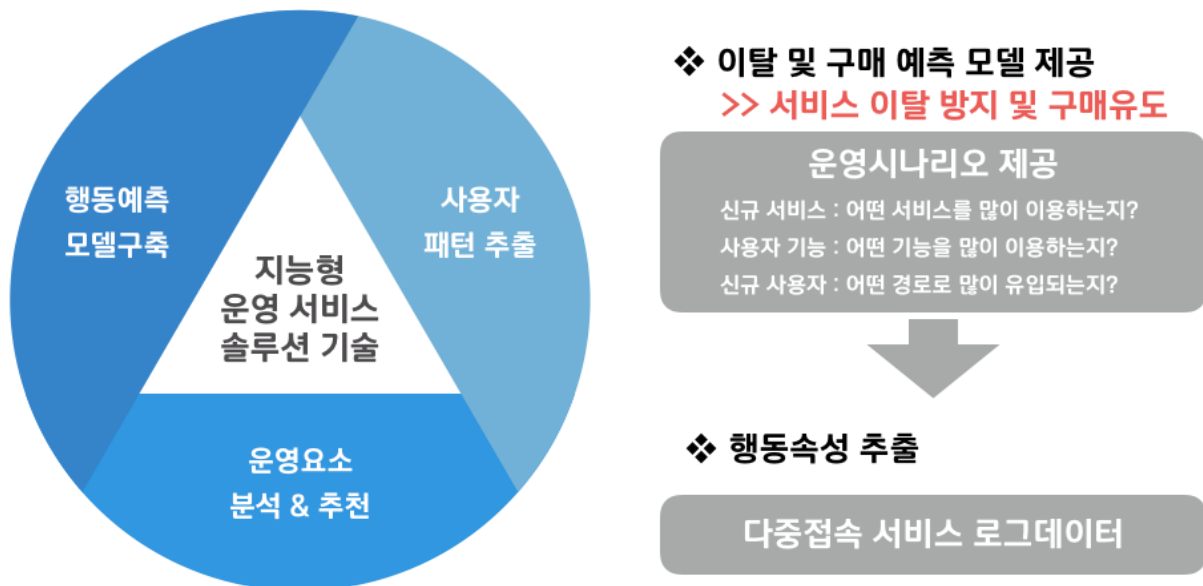 행동예측
모델구축
사용자
패턴 추출
지능형
운영 서비스
솔루션 기술
운영요소
분석 & 추천
❖ 이탈 및 구매 예측 모델 제공
>> 서비스 이탈 방지 및 구매유도
운영시나리오 제공
신규 서비스 : 어떤 서비스를 많이 이용하는지?
사용자 기능 : 어떤 기능을 많이 이용하는지?
신규 사용자 : 어떤 경로로 많이 유입되는지?
❖ 행동속성 추출
다중접속 서비스 로그데이터